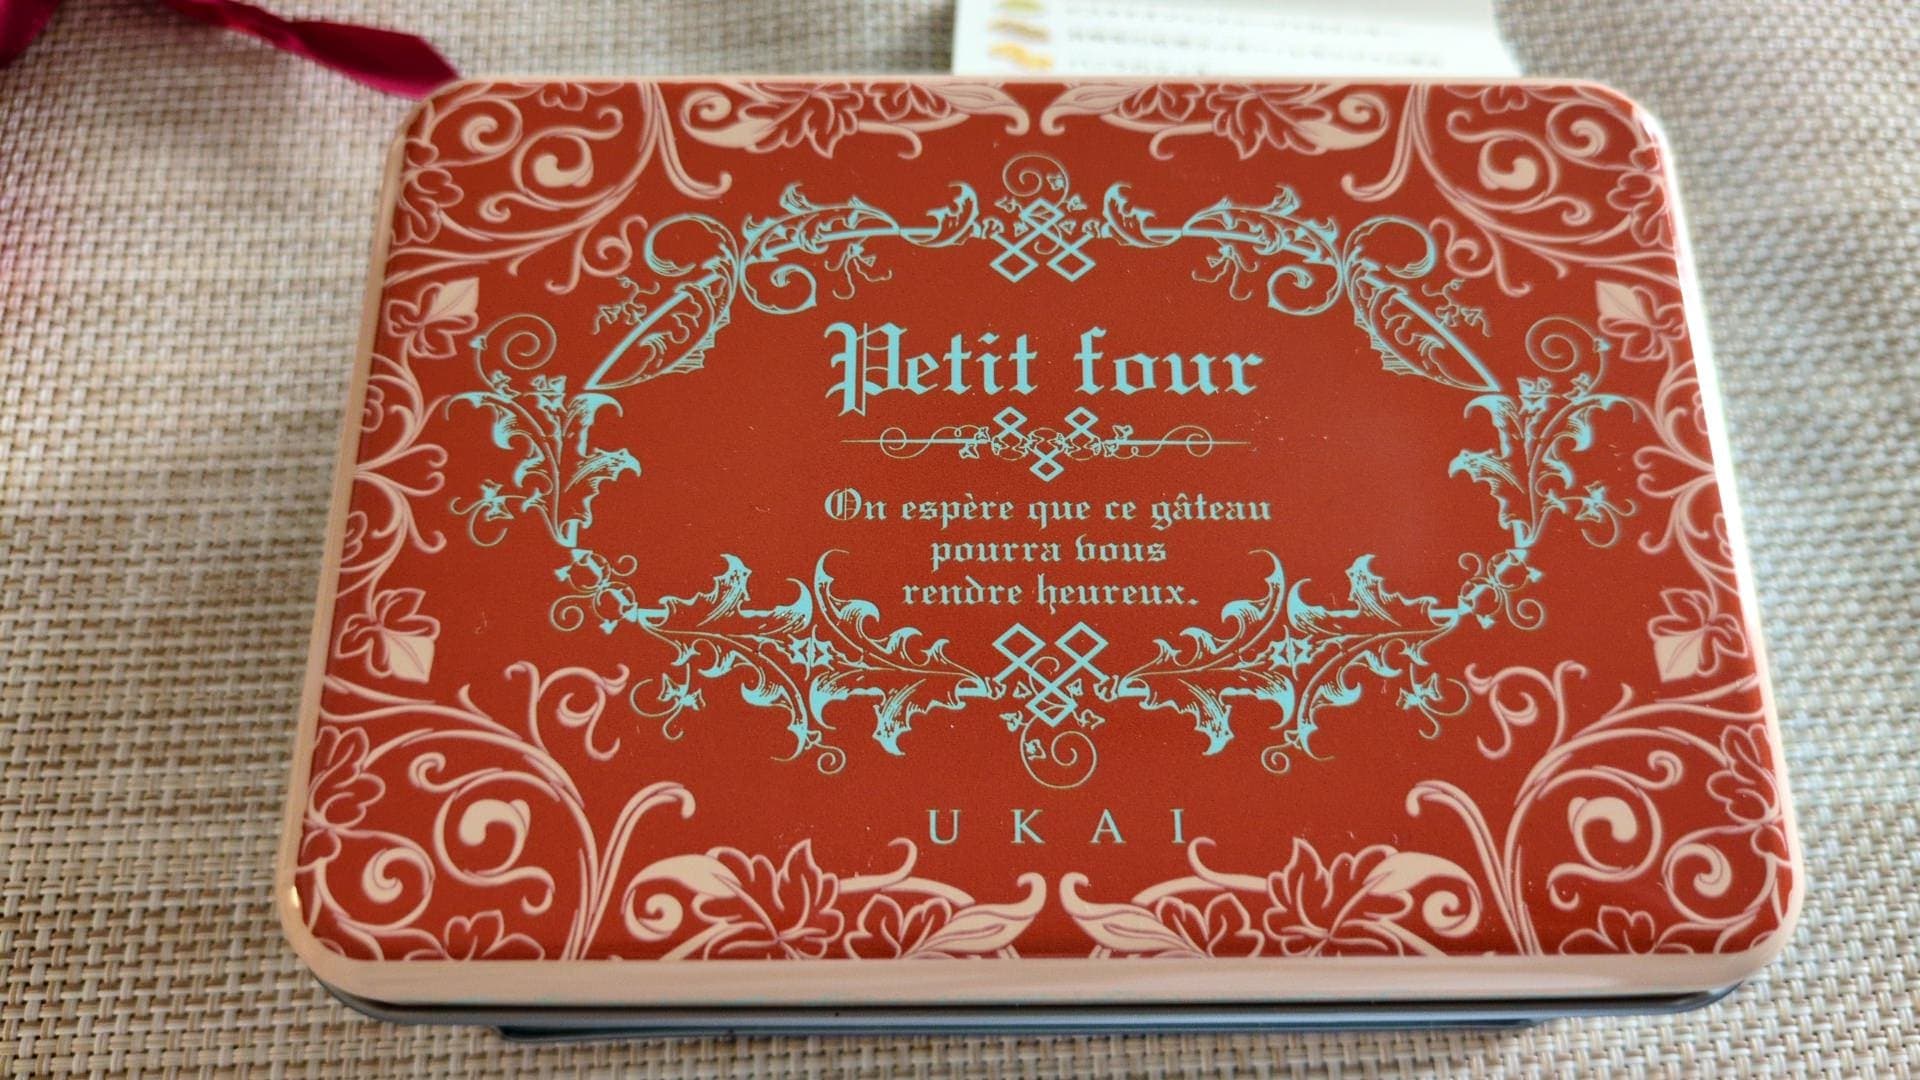 Petit four
On espère que ce gâteau
pourra vous
rendre heureux.
UKAI